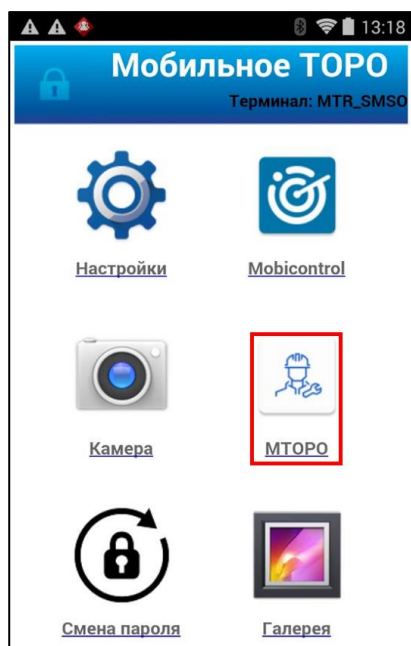 13:18
Мобильное ТОРО
Терминал: MTR_SMSO
Настройки
Mobicontrol
Камера
МТОРО
Смена пароля
Галерея